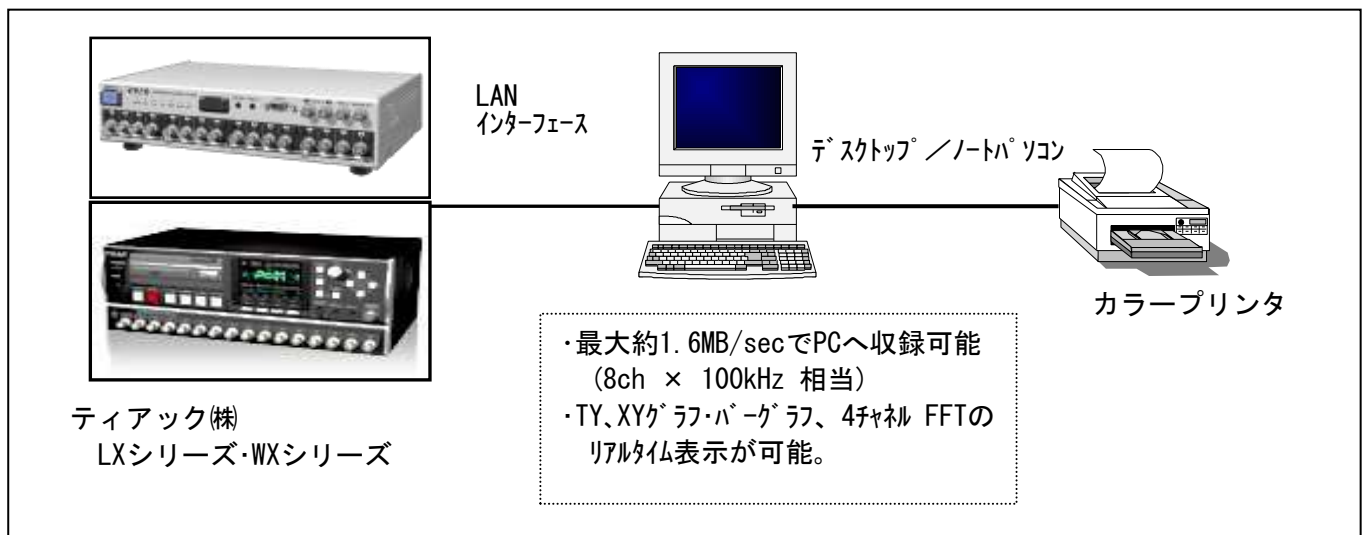 LAN
インターフェース
デスクトップ／ノートパソコン
カラープリンタ
ティアック㈱
LXシリーズ・WXシリーズ
・最大約1.6MB/secでPCへ収録可能
(8ch × 100kHz 相当)
・TY、XYグラフ・バーグラフ、4チャネル FFTの
リアルタイム表示が可能。